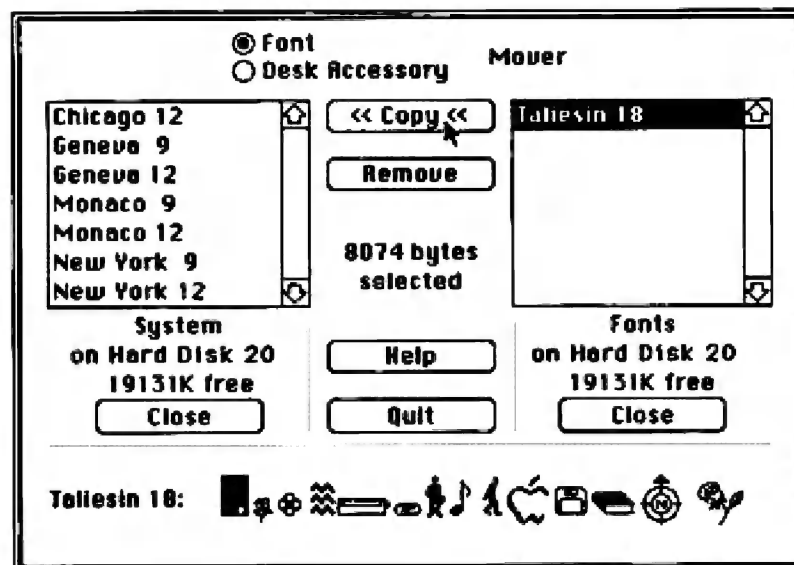 Font
Desk Accessory
Mover
Chicago 12
Geneva 9
Geneva 12
Monaco 9
Monaco 12
New York 9
New York 12
<< Copy <<
Remove
8074 bytes
selected
Taliesin 18
System
on Hard Disk 20
19131K free
Close
Help
Quit
Fonts
on Hard Disk 20
19131K free
Close
Taliesin 18: